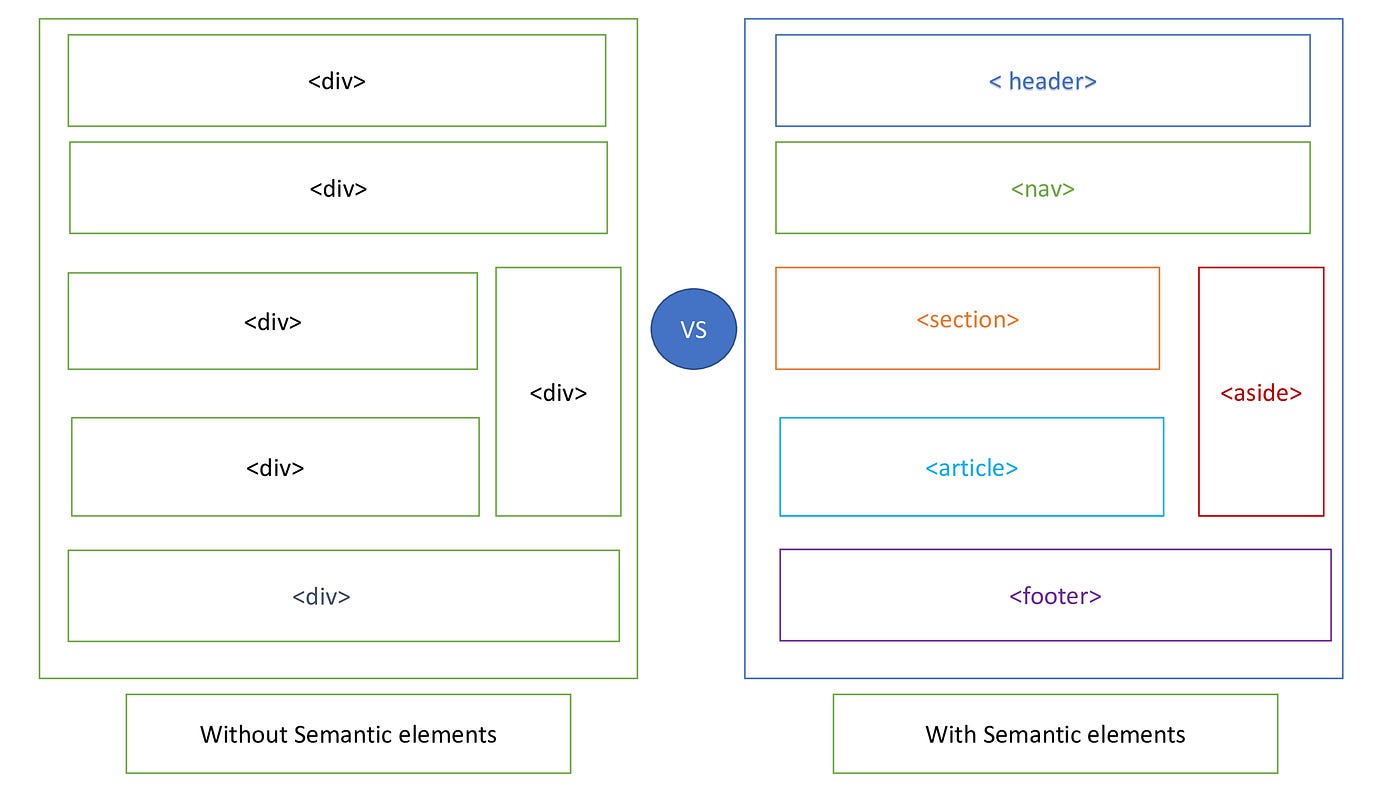 <div>
<div>
<div>
<div>
<div>
<div>
Without Semantic elements
VS
< header>
<nav>
<section>
<aside>
<article>
<footer>
With Semantic elements